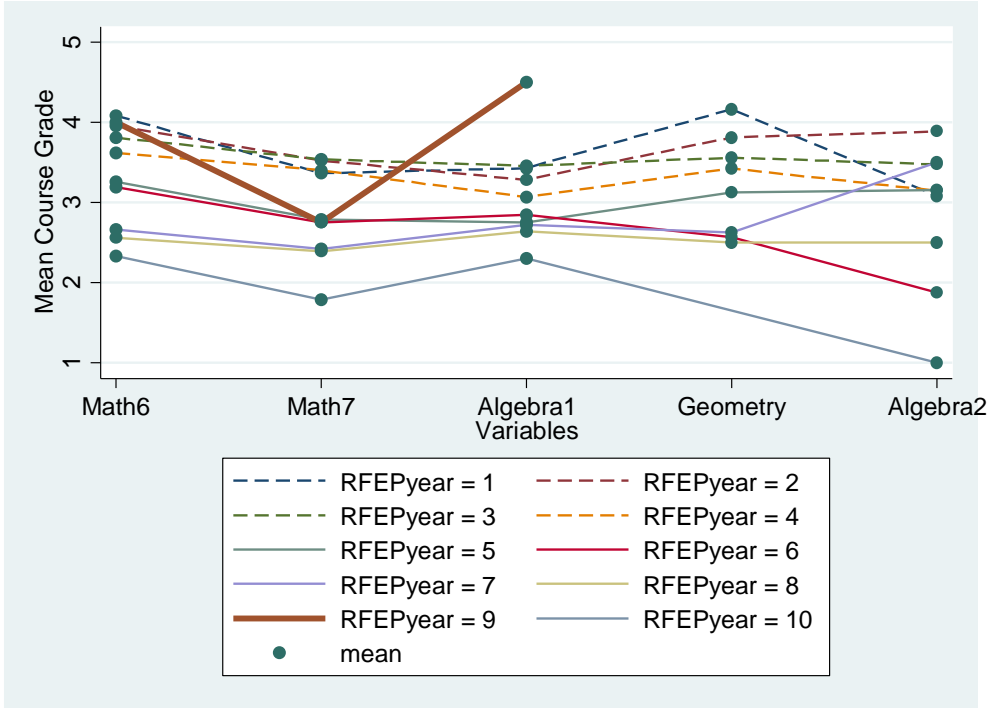 Mean Course Grade
5
4
3
2
1
Math6 Math7 Algebra1 Geometry Algebra2
Variables
RFEPyear = 1 RFEPyear = 2
RFEPyear = 3 RFEPyear = 4
RFEPyear = 5 RFEPyear = 6
RFEPyear = 7 RFEPyear = 8
RFEPyear = 9 RFEPyear = 10
mean